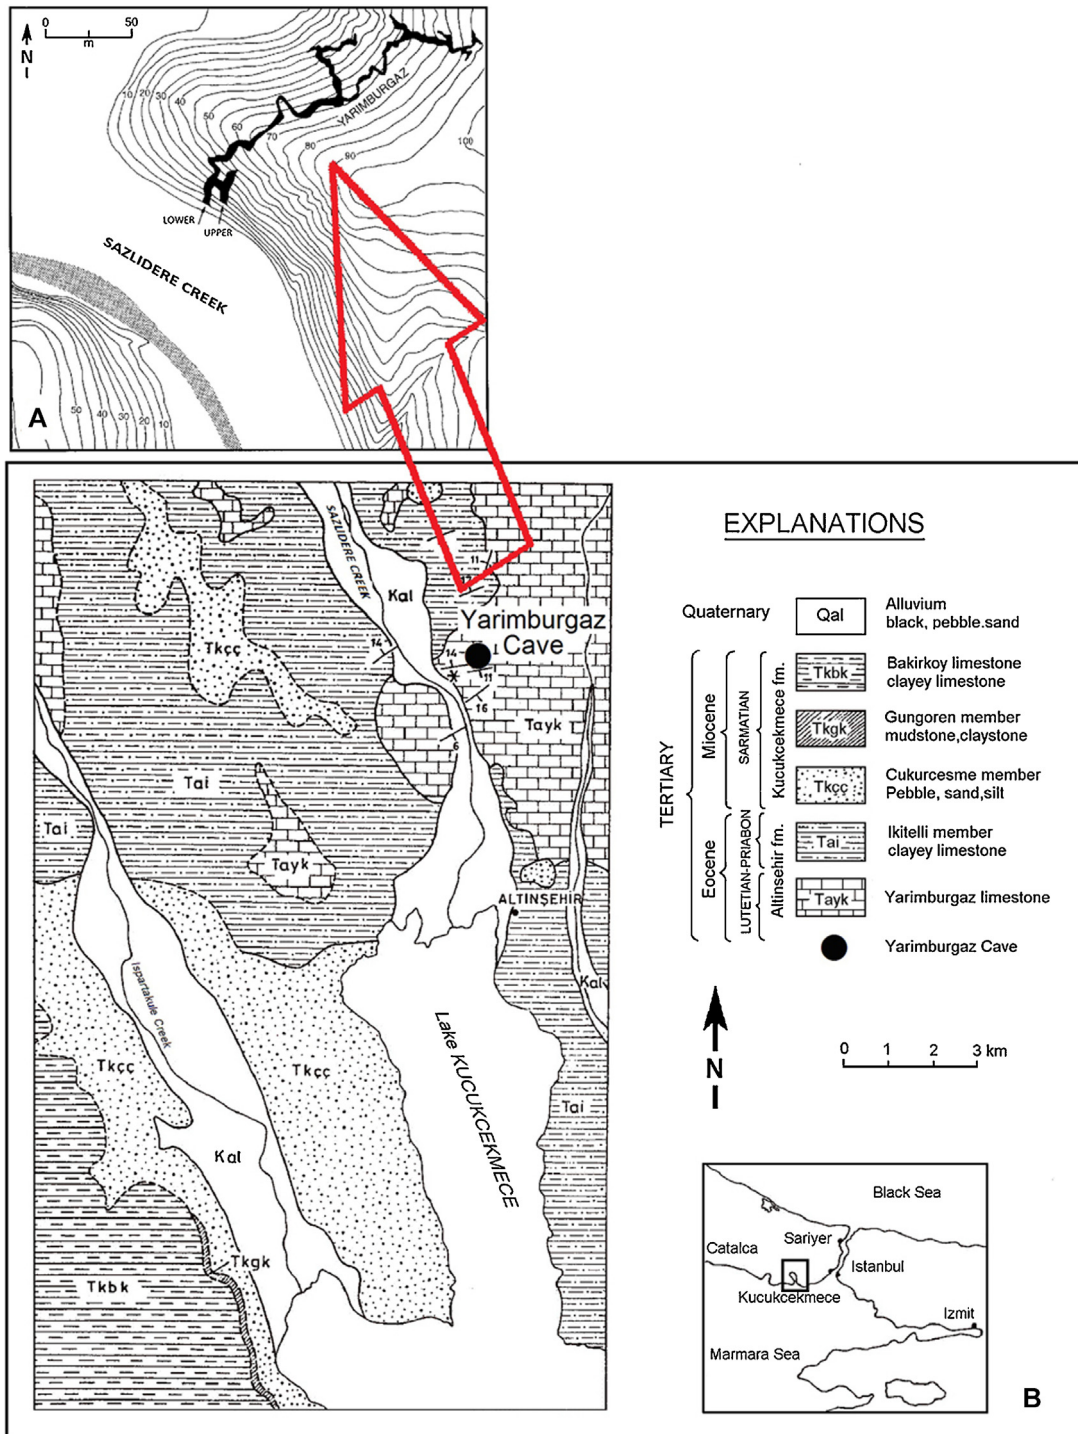 0 50
m
N
10 20 30 40
50
60
70
80
90
100
YARIMBURGAZ
LOWER
UPPER
SAZLIDERE CREEK
50 40 30 20 10
A
SAZLIDERE CREEK
Kal
11
Yarimburgaz
Cave
14
14
11
16
6
Tkçç
Tayk
Tai
Tai
Tayk
ALTINŞEHİR
Ispartakule Creek
Kal
Tkçç
Tkçç
Lake KUCUKCEKMECE
Tai
Kal
Tkgk
Tkbk
EXPLANATIONS
Quaternary
Qal
Alluvium
black, pebble.sand
TERTIARY
Miocene
SARMATIAN
Kucukcekmece fm.
Tkbk
Bakirkoy limestone
clayey limestone
Tkgk
Gungoren member
mudstone,claystone
Tkçç
Cukurcesme member
Pebble, sand,silt
Eocene
LUTETIAN-PRIABON
Altinsehir fm.
Tai
Ikitelli member
clayey limestone
Tayk
Yarimburgaz limestone
Yarimburgaz Cave
N
0 1 2 3 km
Black Sea
Sariyer
Catalca
Istanbul
Kucukcekmece
Izmit
Marmara Sea
B